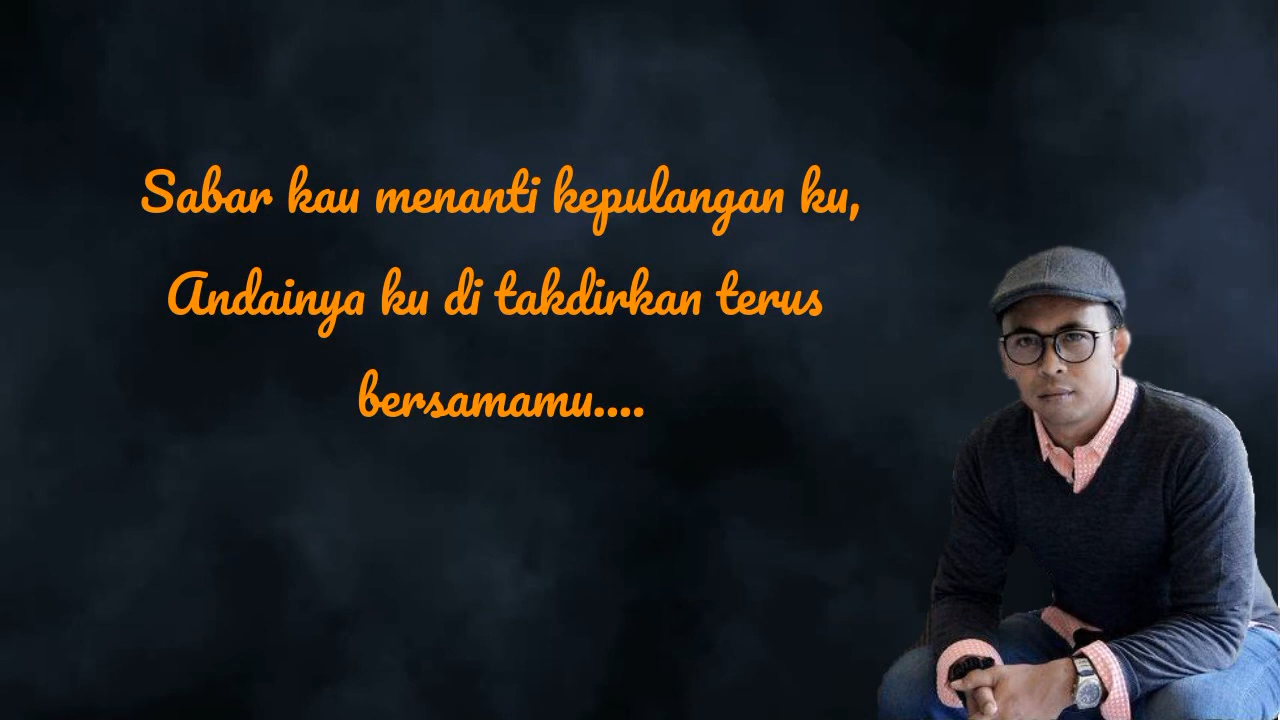 Sabar kau menanti kepulangan ku,
Andainya ku di takdirkan terus
bersamamu....